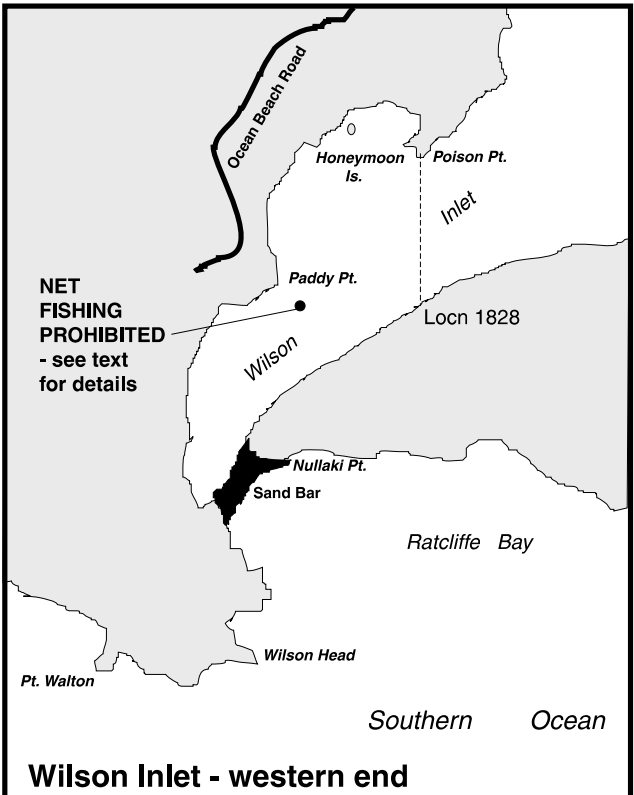 Ocean Beach Road
Honeymoon
Is.
Poison Pt.
Inlet
Paddy Pt.
NET
FISHING
PROHIBITED
- see text
for details
Locn 1828
Wilson
Nullaki Pt.
Sand Bar
Ratcliffe Bay
Wilson Head
Pt. Walton
Southern Ocean
Wilson Inlet - western end